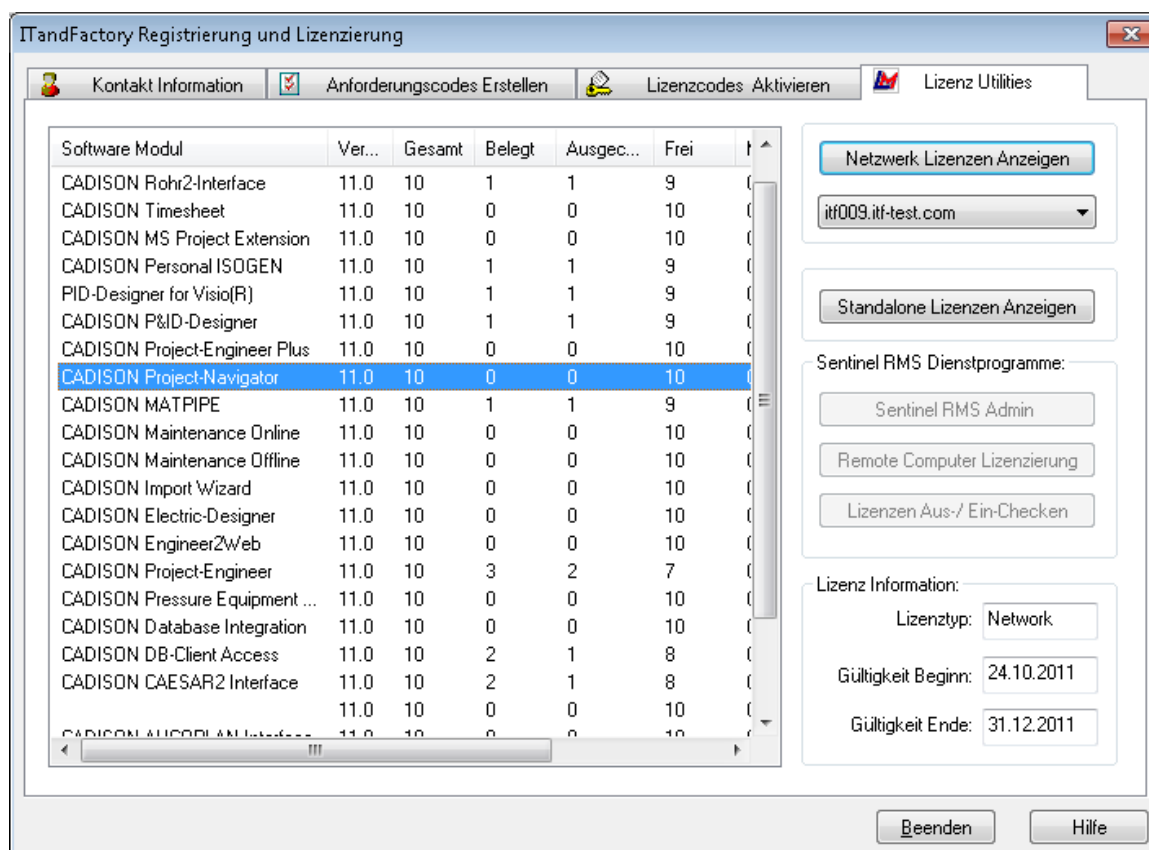 ITandFactory Registrierung und Lizenzierung
Kontakt Information Anforderungscodes Erstellen Lizenzcodes Aktivieren Lizenz Utilities
Software Modul Ver... Gesamt Belegt Ausgec... Frei
CADISON Rohr2-Interface 11.0 10 1 1 9
CADISON Timesheet 11.0 10 0 0 10
CADISON MS Project Extension 11.0 10 0 0 10
CADISON Personal ISOGEN 11.0 10 1 1 9
PID-Designer for Visio(R) 11.0 10 1 1 9
CADISON P&ID-Designer 11.0 10 1 1 9
CADISON Project-Engineer Plus 11.0 10 0 0 10
CADISON Project-Navigator 11.0 10 0 0 10
CADISON MATPIPE 11.0 10 1 1 9
CADISON Maintenance Online 11.0 10 0 0 10
CADISON Maintenance Offline 11.0 10 0 0 10
CADISON Import Wizard 11.0 10 0 0 10
CADISON Electric-Designer 11.0 10 0 0 10
CADISON Engineer2Web 11.0 10 0 0 10
CADISON Project-Engineer 11.0 10 3 2 7
CADISON Pressure Equipment ... 11.0 10 0 0 10
CADISON Database Integration 11.0 10 0 0 10
CADISON DB-Client Access 11.0 10 2 1 8
CADISON CAESAR2 Interface 11.0 10 2 1 8
11.0 10 0 0 10
CADISON AUCOPLAN Interface 11.0 10 0 0 10
Netzwerk Lizenzen Anzeigen
itf009.itf-test.com
Standalone Lizenzen Anzeigen
Sentinel RMS Dienstprogramme:
Sentinel RMS Admin
Remote Computer Lizenzierung
Lizenzen Aus-/ Ein-Checken
Lizenz Information:
Lizenztyp: Network
Gültigkeit Beginn: 24.10.2011
Gültigkeit Ende: 31.12.2011
Beenden Hilfe